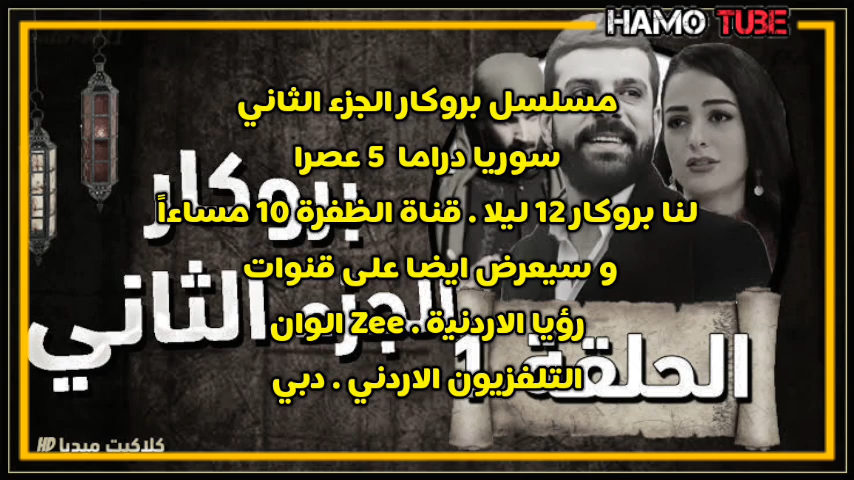 HAMO TUBE
مسلسل بروكار الجزء الثاني
سوريا دراما 5 عصرا
لنا بروكار 12 ليلا . قناة الظفرة 10 مساءاً
و سيعرض ايضا على قنوات
رؤيا الاردنية . Zee الوان
التلفزيون الاردني . دبي
بروكار
الجزء الثاني
الحلقة 1
كلاكيت ميديا HD